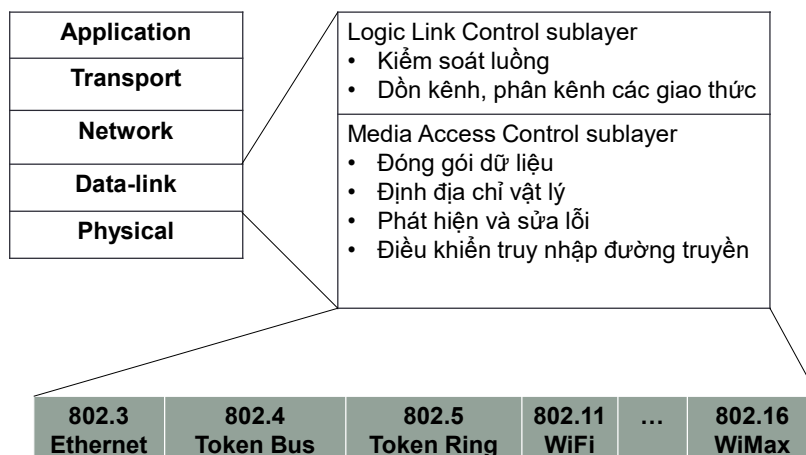 Application
Transport
Network
Data-link
Physical
Logic Link Control sublayer
• Kiểm soát luồng
• Dồn kênh, phân kênh các giao thức
Media Access Control sublayer
• Đóng gói dữ liệu
• Định địa chỉ vật lý
• Phát hiện và sửa lỗi
• Điều khiển truy nhập đường truyền
802.3 802.4 802.5 802.11 … 802.16
Ethernet Token Bus Token Ring WiFi WiMax